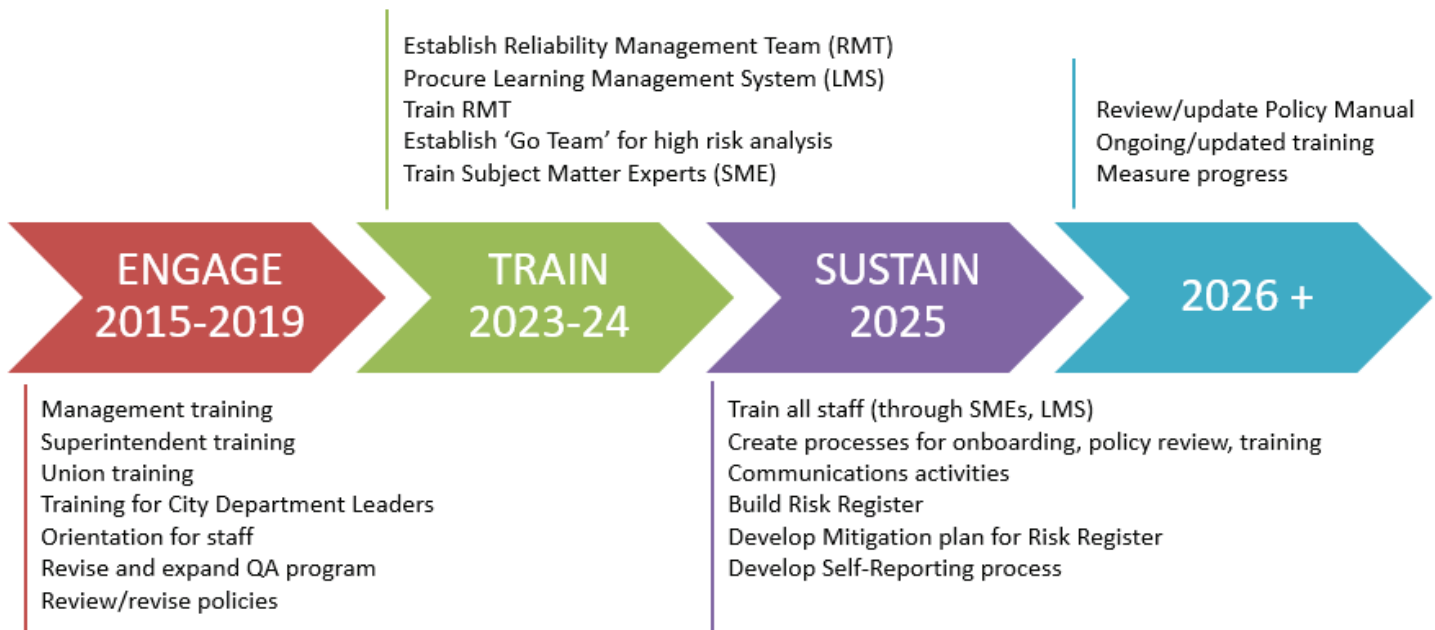 Establish Reliability Management Team (RMT)
Procure Learning Management System (LMS)
Train RMT
Establish ‘Go Team’ for high risk analysis
Train Subject Matter Experts (SME)
Review/update Policy Manual
Ongoing/updated training
Measure progress
ENGAGE
2015-2019
TRAIN
2023-24
SUSTAIN
2025
2026 +
Management training
Superintendent training
Union training
Training for City Department Leaders
Orientation for staff
Revise and expand QA program
Review/revise policies
Train all staff (through SMEs, LMS)
Create processes for onboarding, policy review, training
Communications activities
Build Risk Register
Develop Mitigation plan for Risk Register
Develop Self-Reporting process